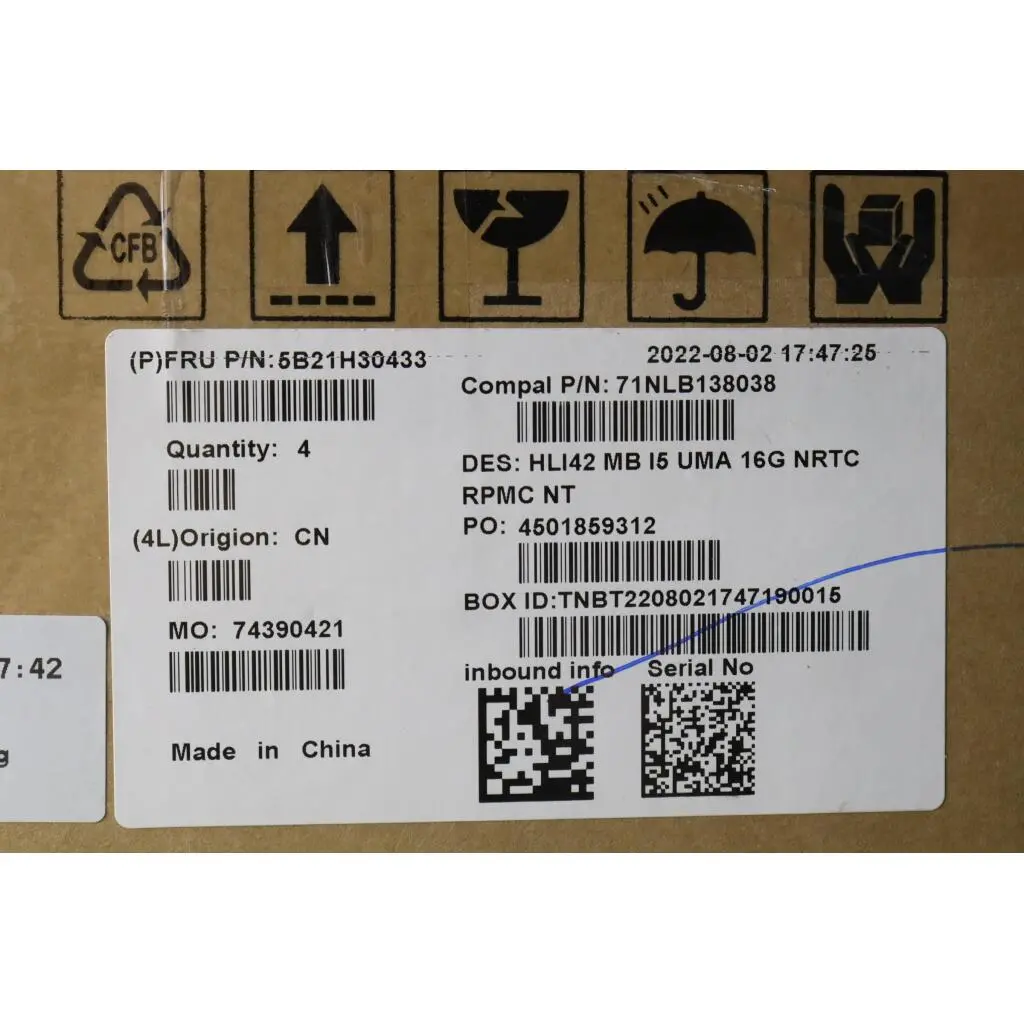 CFB
(P)FRU P/N:5B21H30433
2022-08-02 17:47:25
Compal P/N: 71NLB138038
Quantity: 4
DES: HLI42 MB I5 UMA 16G NRTC
RPMC NT
(4L)Origion: CN
PO: 4501859312
MO: 74390421
BOX ID:TNBT2208021747190015
inbound info
Serial No
Made in China
7:42
g